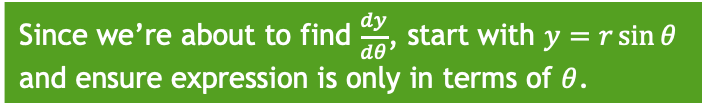 Since we’re about to find dy/dθ, start with y = r sin θ
and ensure expression is only in terms of θ.